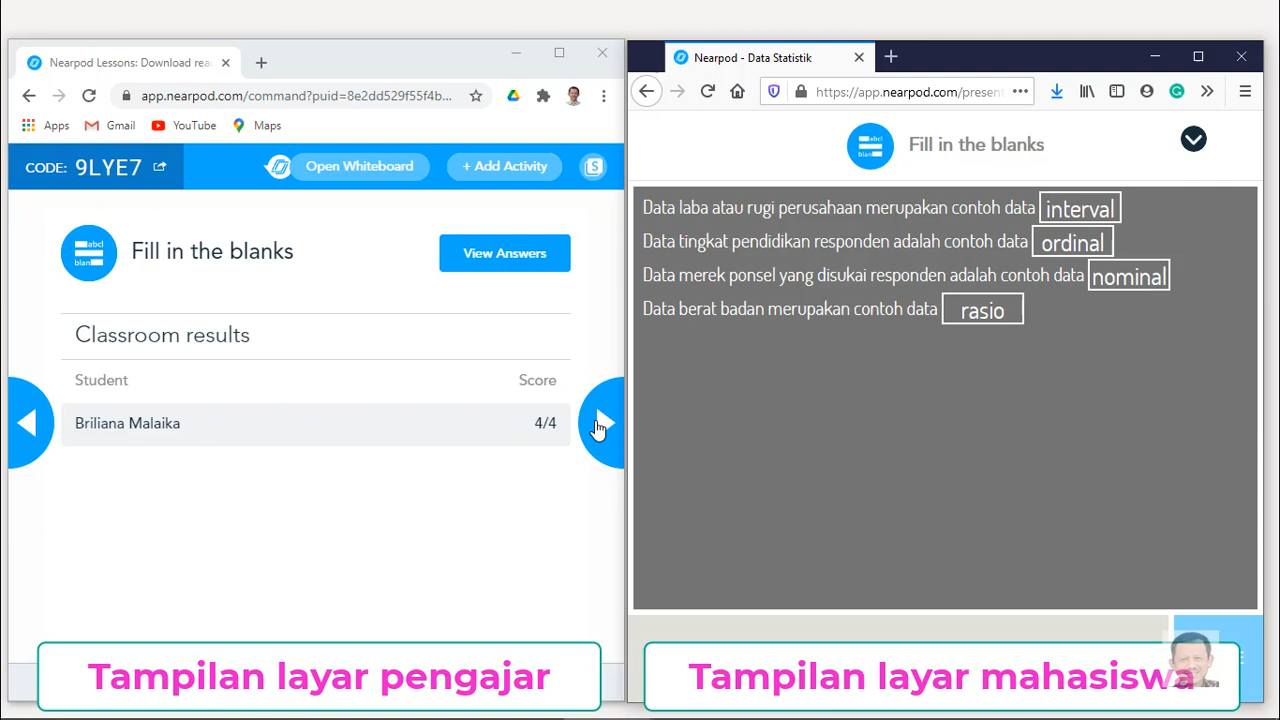 Nearpod Lessons: Download rea
app.nearpod.com/command?puid=8e2dd529f55f4b...
Apps
Gmail
YouTube
Maps
CODE: 9LYE7
Open Whiteboard
+ Add Activity
S
abcl
blan
Fill in the blanks
View Answers
Classroom results
Student Score
Briliana Malaika 4/4
Tampilan layar pengajar
Nearpod - Data Statistik
https://app.nearpod.com/present
abcl
blan
Fill in the blanks
Data laba atau rugi perusahaan merupakan contoh data interval
Data tingkat pendidikan responden adalah contoh data ordinal
Data merek ponsel yang disukai responden adalah contoh data nominal
Data berat badan merupakan contoh data rasio
Tampilan layar mahasiswa